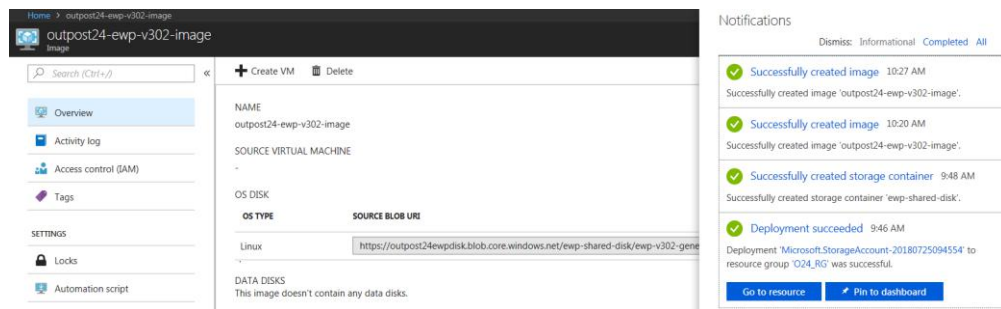 Home > outpost24-ewp-v302-image
outpost24-ewp-v302-image
Image
Search (Ctrl+/)
«
Overview
Activity log
Access control (IAM)
Tags
SETTINGS
Locks
Automation script
+ Create VM Delete
NAME
outpost24-ewp-v302-image
SOURCE VIRTUAL MACHINE
-
OS DISK
OS TYPE SOURCE BLOB URI
Linux https://outpost24ewpdisk.blob.core.windows.net/ewp-shared-disk/ewp-v302-gene
DATA DISKS
This image doesn't contain any data disks.
Notifications
Dismiss: Informational Completed All
Successfully created image 10:27 AM
Successfully created image 'outpost24-ewp-v302-image'.
Successfully created image 10:20 AM
Successfully created image 'outpost24-ewp-v302-image'.
Successfully created storage container 9:48 AM
Successfully created storage container 'ewp-shared-disk'.
Deployment succeeded 9:46 AM
Deployment 'Microsoft.StorageAccount-20180725094554' to
resource group 'O24_RG' was successful.
Go to resource Pin to dashboard